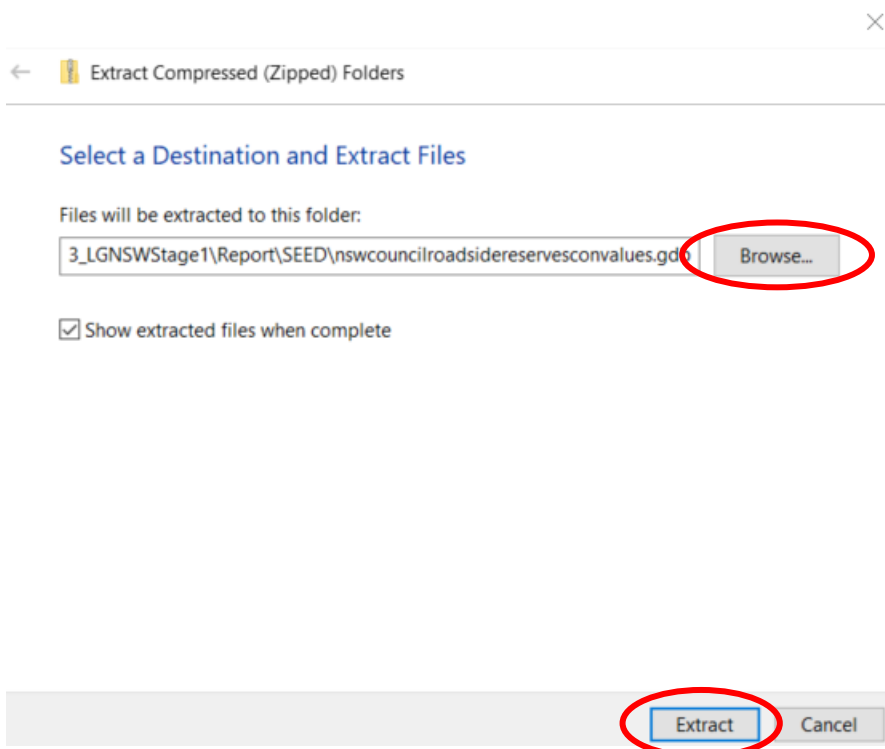 Extract Compressed (Zipped) Folders
Select a Destination and Extract Files
Files will be extracted to this folder:
3_LGNSWStage1\Report\SEED\nswcouncilroadsidereservesconvalues.gdb
Browse...
Show extracted files when complete
Extract
Cancel